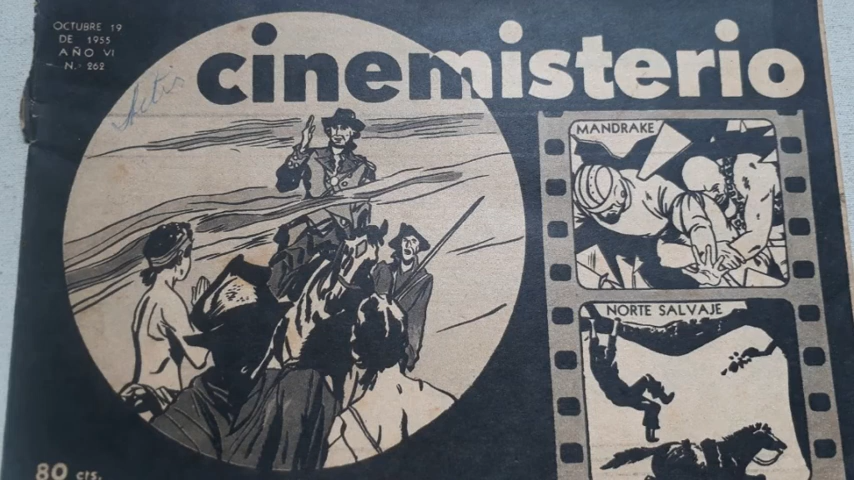 OCTUBRE 19
DE 1955
AÑO VI
N.· 262
cinemisterio
MANDRAKE
NORTE SALVAJE
80 cts.